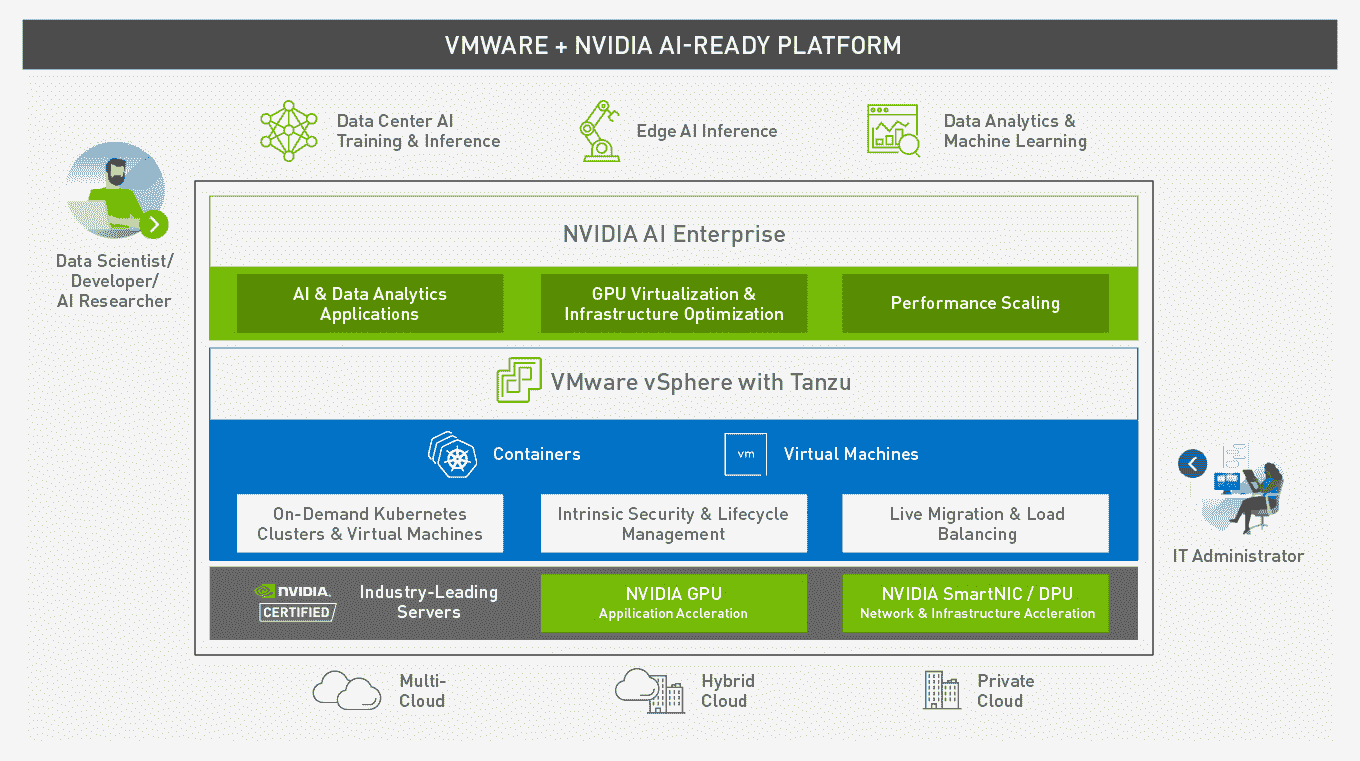 VMWARE + NVIDIA AI-READY PLATFORM
Data Center AI
Training & Inference
Edge AI Inference
Data Analytics &
Machine Learning
Data Scientist/
Developer/
AI Researcher
NVIDIA AI Enterprise
AI & Data Analytics
Applications
GPU Virtualization &
Infrastructure Optimization
Performance Scaling
VMware vSphere with Tanzu
Containers
vm
Virtual Machines
On-Demand Kubernetes
Clusters & Virtual Machines
Intrinsic Security & Lifecycle
Management
Live Migration & Load
Balancing
IT Administrator
NVIDIA.
CERTIFIED
Industry-Leading
Servers
NVIDIA GPU
Appilication Accleration
NVIDIA SmartNIC / DPU
Network & Infrastructure Accleration
Multi-
Cloud
Hybrid
Cloud
Private
Cloud